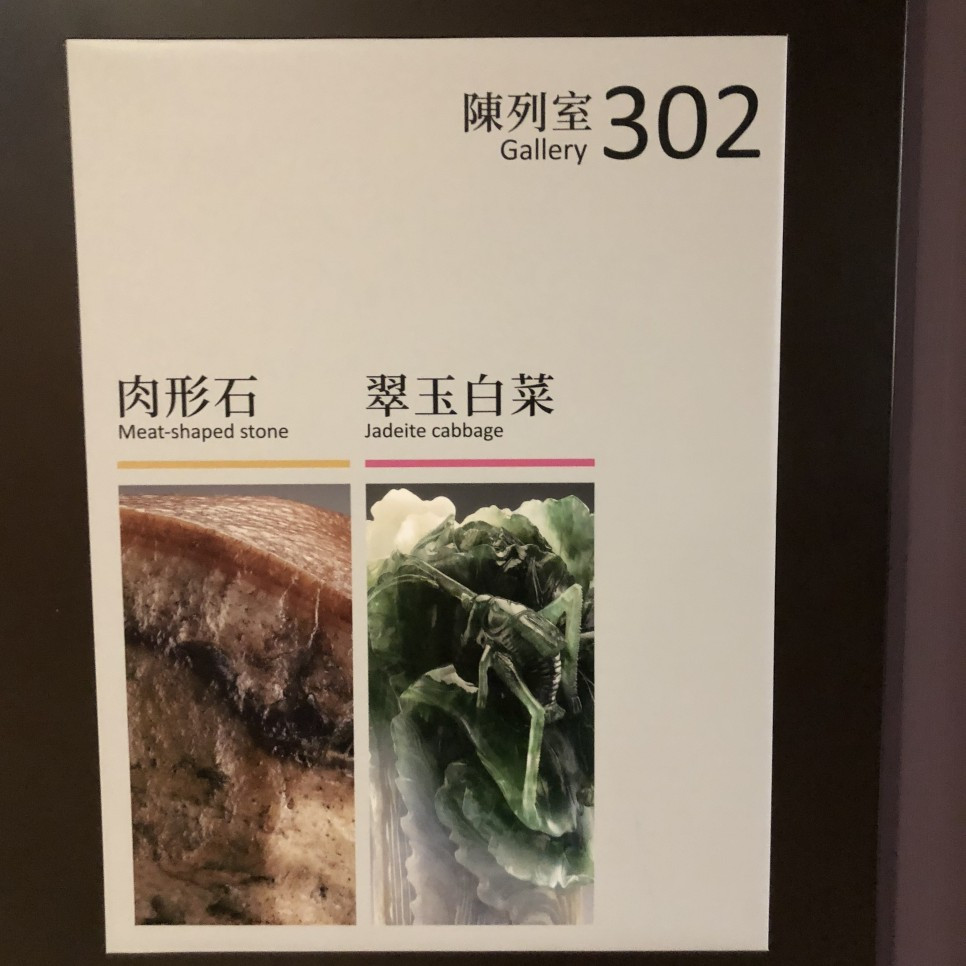 陳列室 302
Gallery
肉形石
Meat-shaped stone
翠玉白菜
Jadeite cabbage